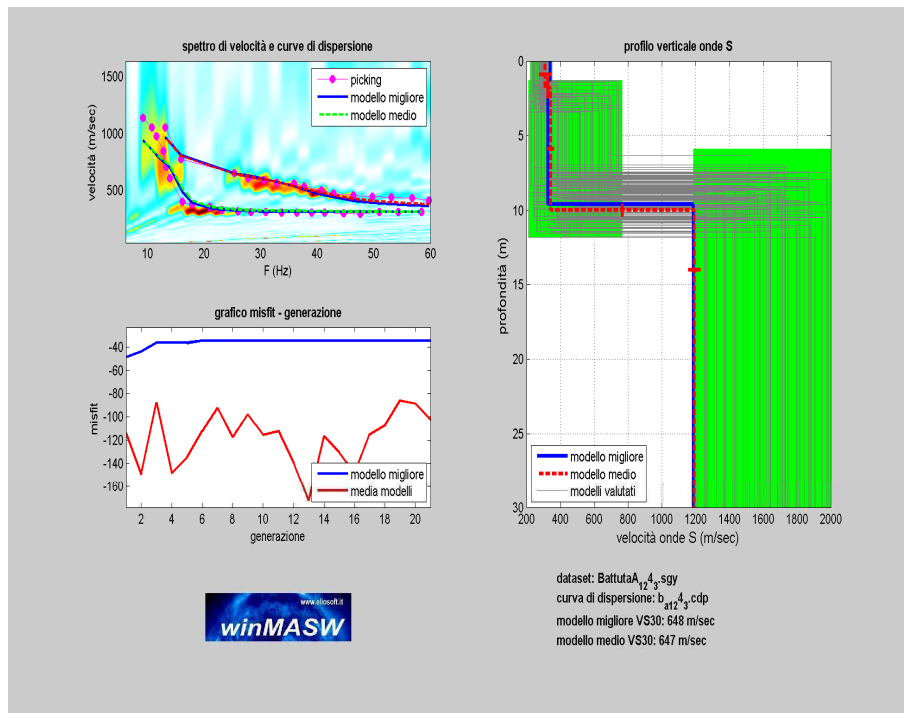 spettro di velocità e curve di dispersione
1500
1000
500
velocità (m/sec)
picking
modello migliore
modello medio
10 20 30 40 50 60
F (Hz)
grafico misfit - generazione
-40
-60
-80
-100
-120
-140
-160
misfit
modello migliore
media modelli
2 4 6 8 10 12 14 16 18 20
generazione
profilo verticale onde S
0
5
10
15
20
25
30
profondità (m)
modello migliore
modello medio
modelli valutati
200 400 600 800 1000 1200 1400 1600 1800 2000
velocità onde S (m/sec)
www.eliosoft.it
winMASW
dataset: BattutaA_12 4_3.sgy
curva di dispersione: b_a12 4_3.cdp
modello migliore VS30: 648 m/sec
modello medio VS30: 647 m/sec